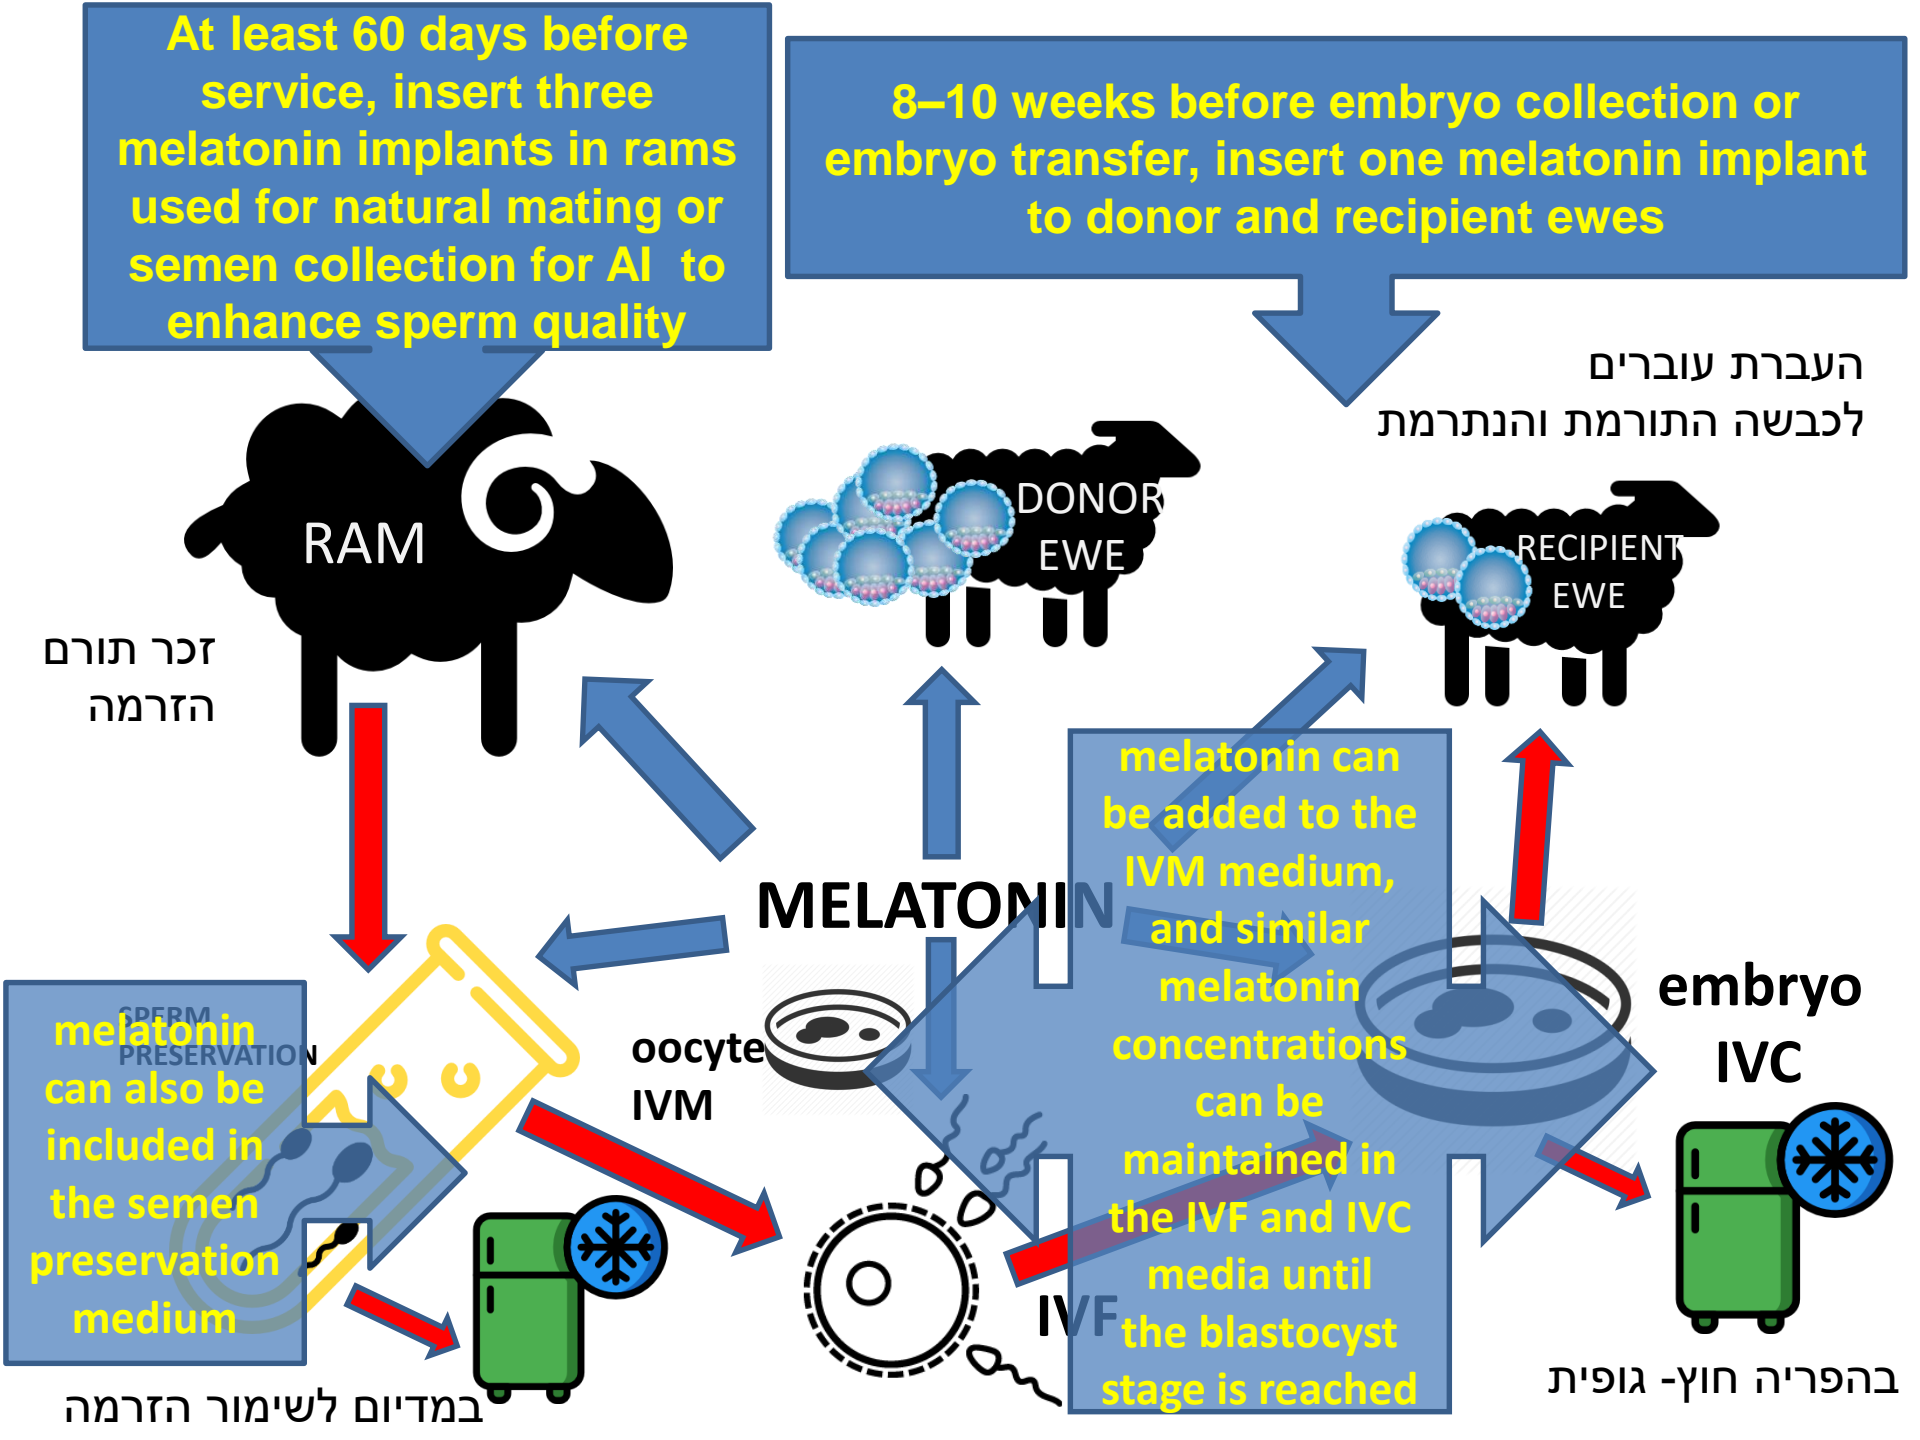 At least 60 days before
service, insert three
melatonin implants in rams
used for natural mating or
semen collection for AI  to
enhance sperm quality
8–10 weeks before embryo collection or
embryo transfer, insert one melatonin implant
to donor and recipient ewes
העברת עוברים
לכבשה התורמת והנתרמת
RAM
DONOR
EWE
RECIPIENT
EWE
זכר תורם
הזרמה
MELATONIN
melatonin can
be added to the
IVM medium,
and similar
melatonin
concentrations
can be
maintained in
the IVF and IVC
media until
the blastocyst
stage is reached
SPERM
PRESERVATION
melatonin
can also be
included in
the semen
preservation
medium
oocyte
IVM
embryo
IVC
IVF
במדיום לשימור הזרמה
בהפריה חוץ- גופית